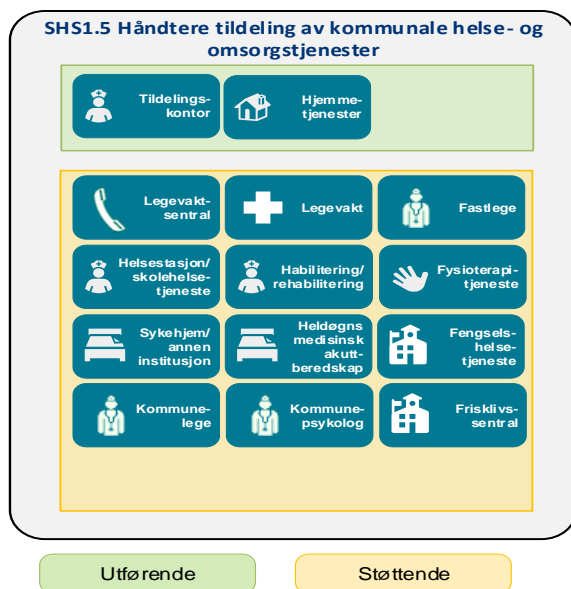 SHS1.5 Håndtere tildeling av kommunale helse- og
omsorgstjenester
Tildelings-
kontor
Hjemme-
tjenester
Legevakt-
sentral
Legevakt
Fastlege
Helsestasjon/
skolehelse-
tjeneste
Habilitering/
rehabilitering
Fysioterapi-
tjeneste
Sykehjem/
annen
institusjon
Heldøgns
medisinsk
akutt-
beredskap
Fengsels-
helse-
tjeneste
Kommune-
lege
Kommune-
psykolog
Frisklivs-
sentral
Utførende
Støttende